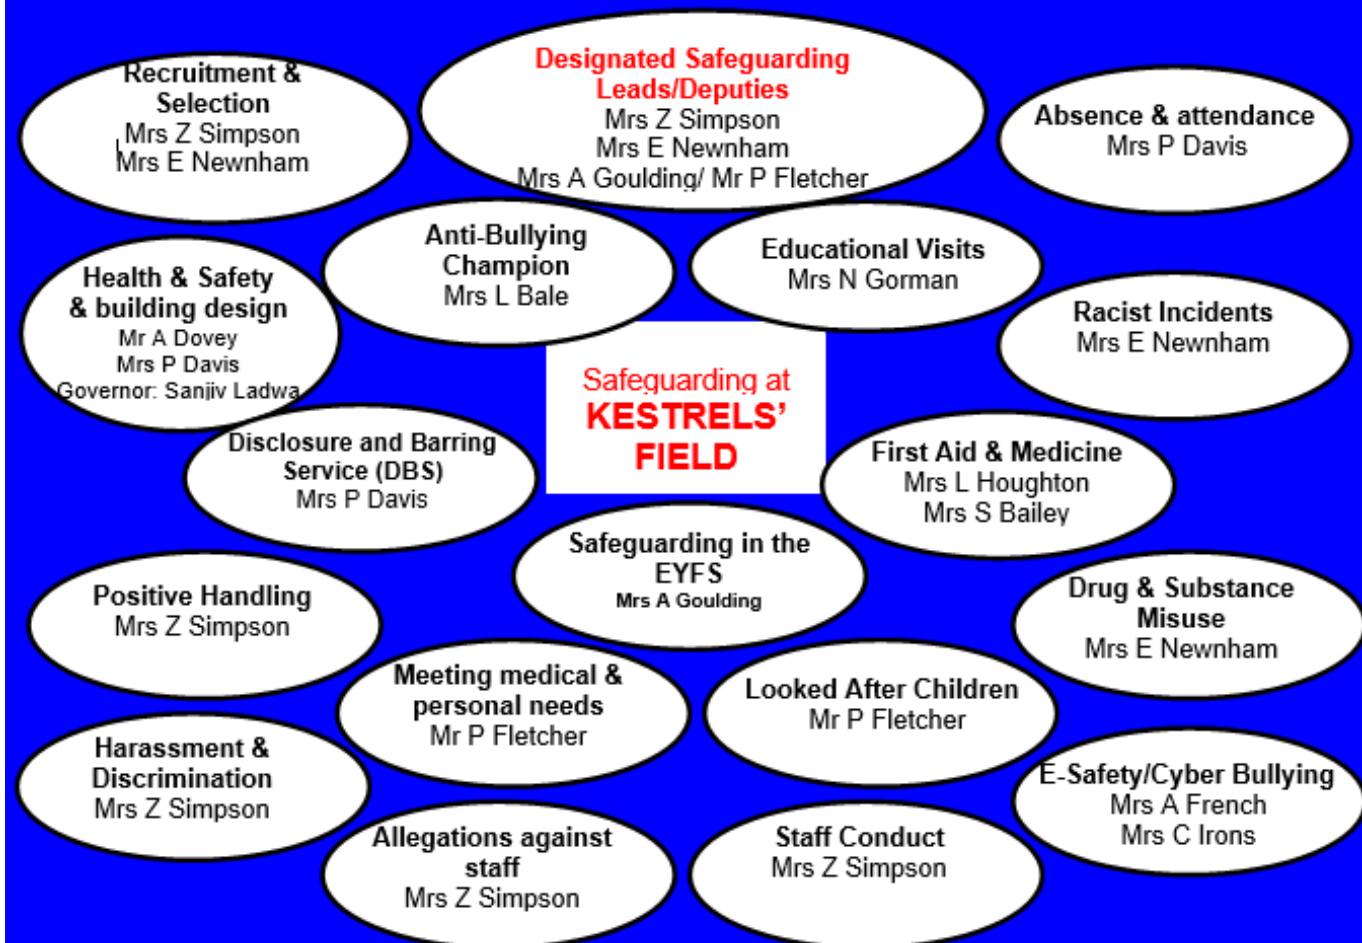 Recruitment &
Selection
Mrs Z Simpson
Mrs E Newnham
Designated Safeguarding
Leads/Deputies
Mrs Z Simpson
Mrs E Newnham
Mrs A Goulding/ Mr P Fletcher
Absence & attendance
Mrs P Davis
Anti-Bullying
Champion
Mrs L Bale
Educational Visits
Mrs N Gorman
Health & Safety
& building design
Mr A Dovey
Mrs P Davis
Governor: Sanjiv Ladwa
Racist Incidents
Mrs E Newnham
Safeguarding at
KESTRELS’
FIELD
Disclosure and Barring
Service (DBS)
Mrs P Davis
First Aid & Medicine
Mrs L Houghton
Mrs S Bailey
Safeguarding in the
EYFS
Mrs A Goulding
Positive Handling
Mrs Z Simpson
Drug & Substance
Misuse
Mrs E Newnham
Meeting medical &
personal needs
Mr P Fletcher
Looked After Children
Mr P Fletcher
Harassment &
Discrimination
Mrs Z Simpson
E-Safety/Cyber Bullying
Mrs A French
Mrs C Irons
Allegations against
staff
Mrs Z Simpson
Staff Conduct
Mrs Z Simpson